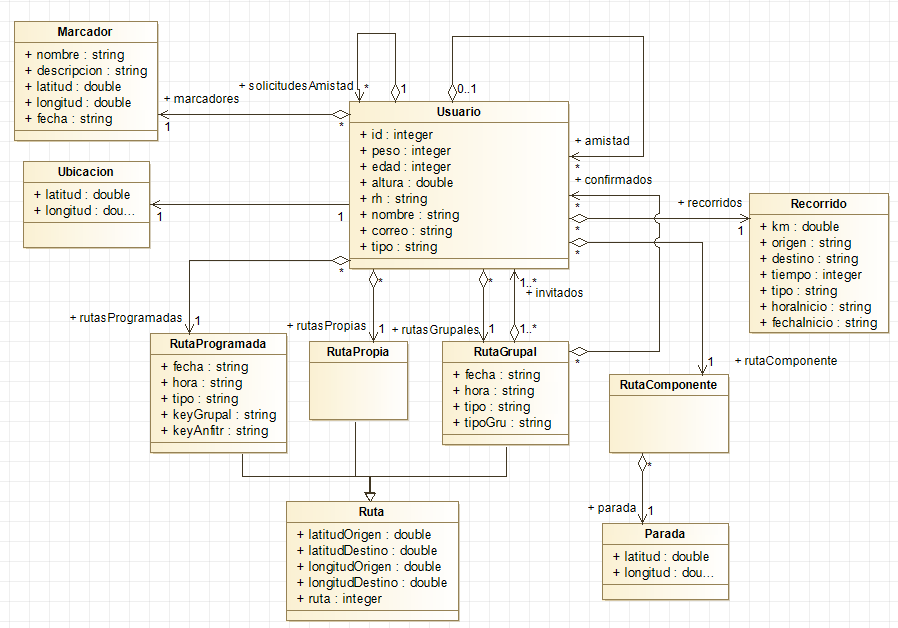 Marcador
+ nombre : string
+ descripcion : string
+ latitud : double
+ longitud : double
+ fecha : string
+ marcadores
1
*
+ solicitudesAmistad
*
1
0..1
Usuario
+ id : integer
+ peso : integer
+ edad : integer
+ altura : double
+ rh : string
+ nombre : string
+ correo : string
+ tipo : string
+ amistad
*
+ confirmados
*
Ubicacion
+ latitud : double
+ longitud : dou...
1
1
+ recorridos
*
1
Recorrido
+ km : double
+ origen : string
+ destino : string
+ tiempo : integer
+ tipo : string
+ horaInicio : string
+ fechaInicio : string
*
*
*
*
1..*
+ invitados
+ rutasProgramadas
1
+ rutasPropias
1
+ rutasGrupales
1
1..*
RutaProgramada
+ fecha : string
+ hora : string
+ tipo : string
+ keyGrupal : string
+ keyAnfitr : string
RutaPropia
RutaGrupal
+ fecha : string
+ hora : string
+ tipo : string
+ tipoGru : string
*
1
+ rutaComponente
RutaComponente
*
+ parada
1
Parada
+ latitud : double
+ longitud : dou...
Ruta
+ latitudOrigen : double
+ latitudDestino : double
+ longitudOrigen : double
+ longitudDestino : double
+ ruta : integer